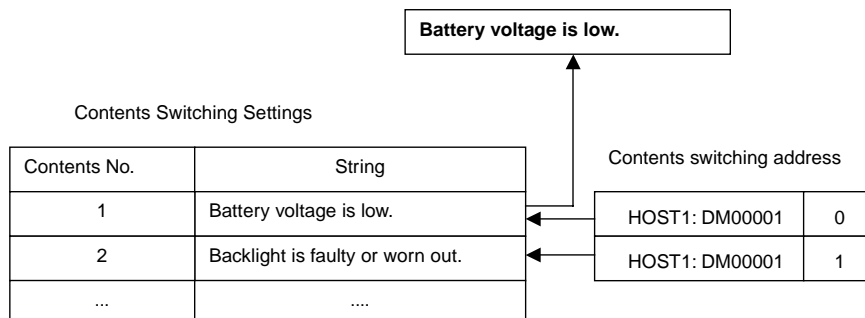 Battery voltage is low.
Contents Switching Settings
Contents switching address
Contents No. String
1 Battery voltage is low.
HOST1: DM00001 0
2 Backlight is faulty or worn out.
HOST1: DM00001 1
... ....